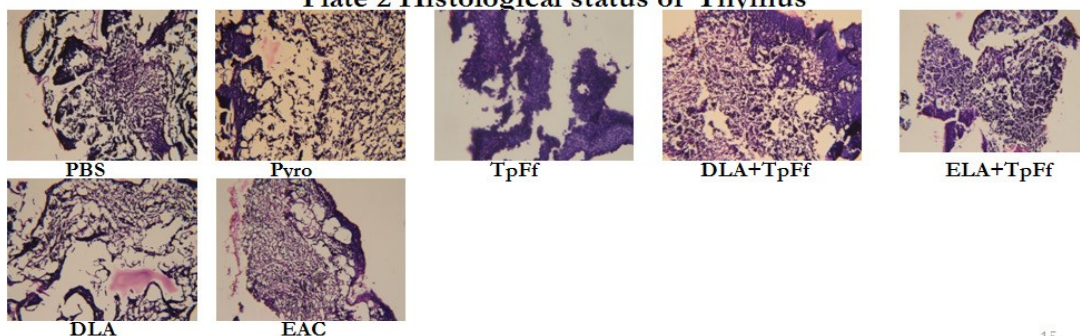 Plate 2 Histological status of Thymus
PBS
Pyro
TpFf
DLA+TpFf
ELA+TpFf
DLA
EAC
15